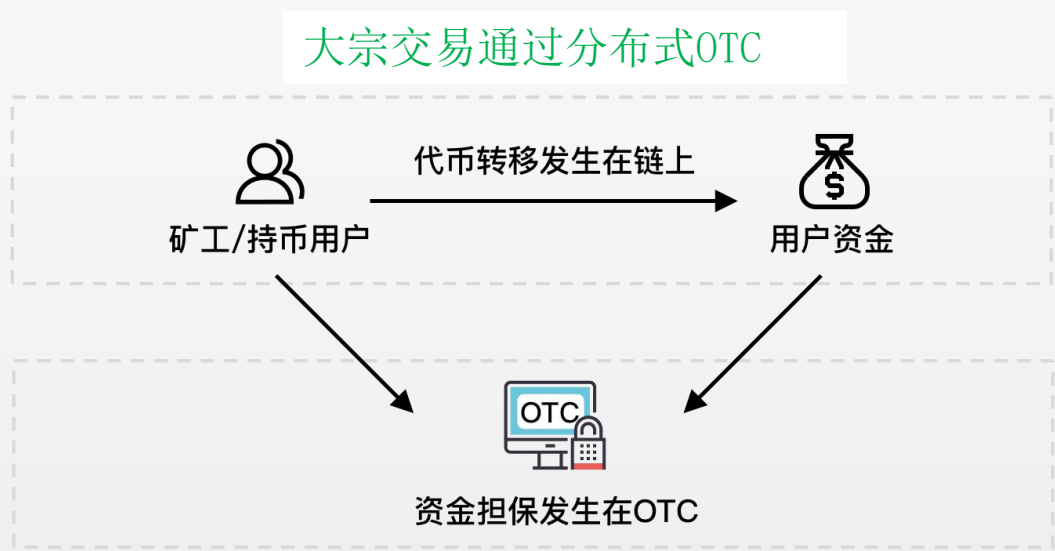 大宗交易通过分布式OTC
代币转移发生在链上
$
矿工/持币用户
用户资金
OTC
资金担保发生在OTC